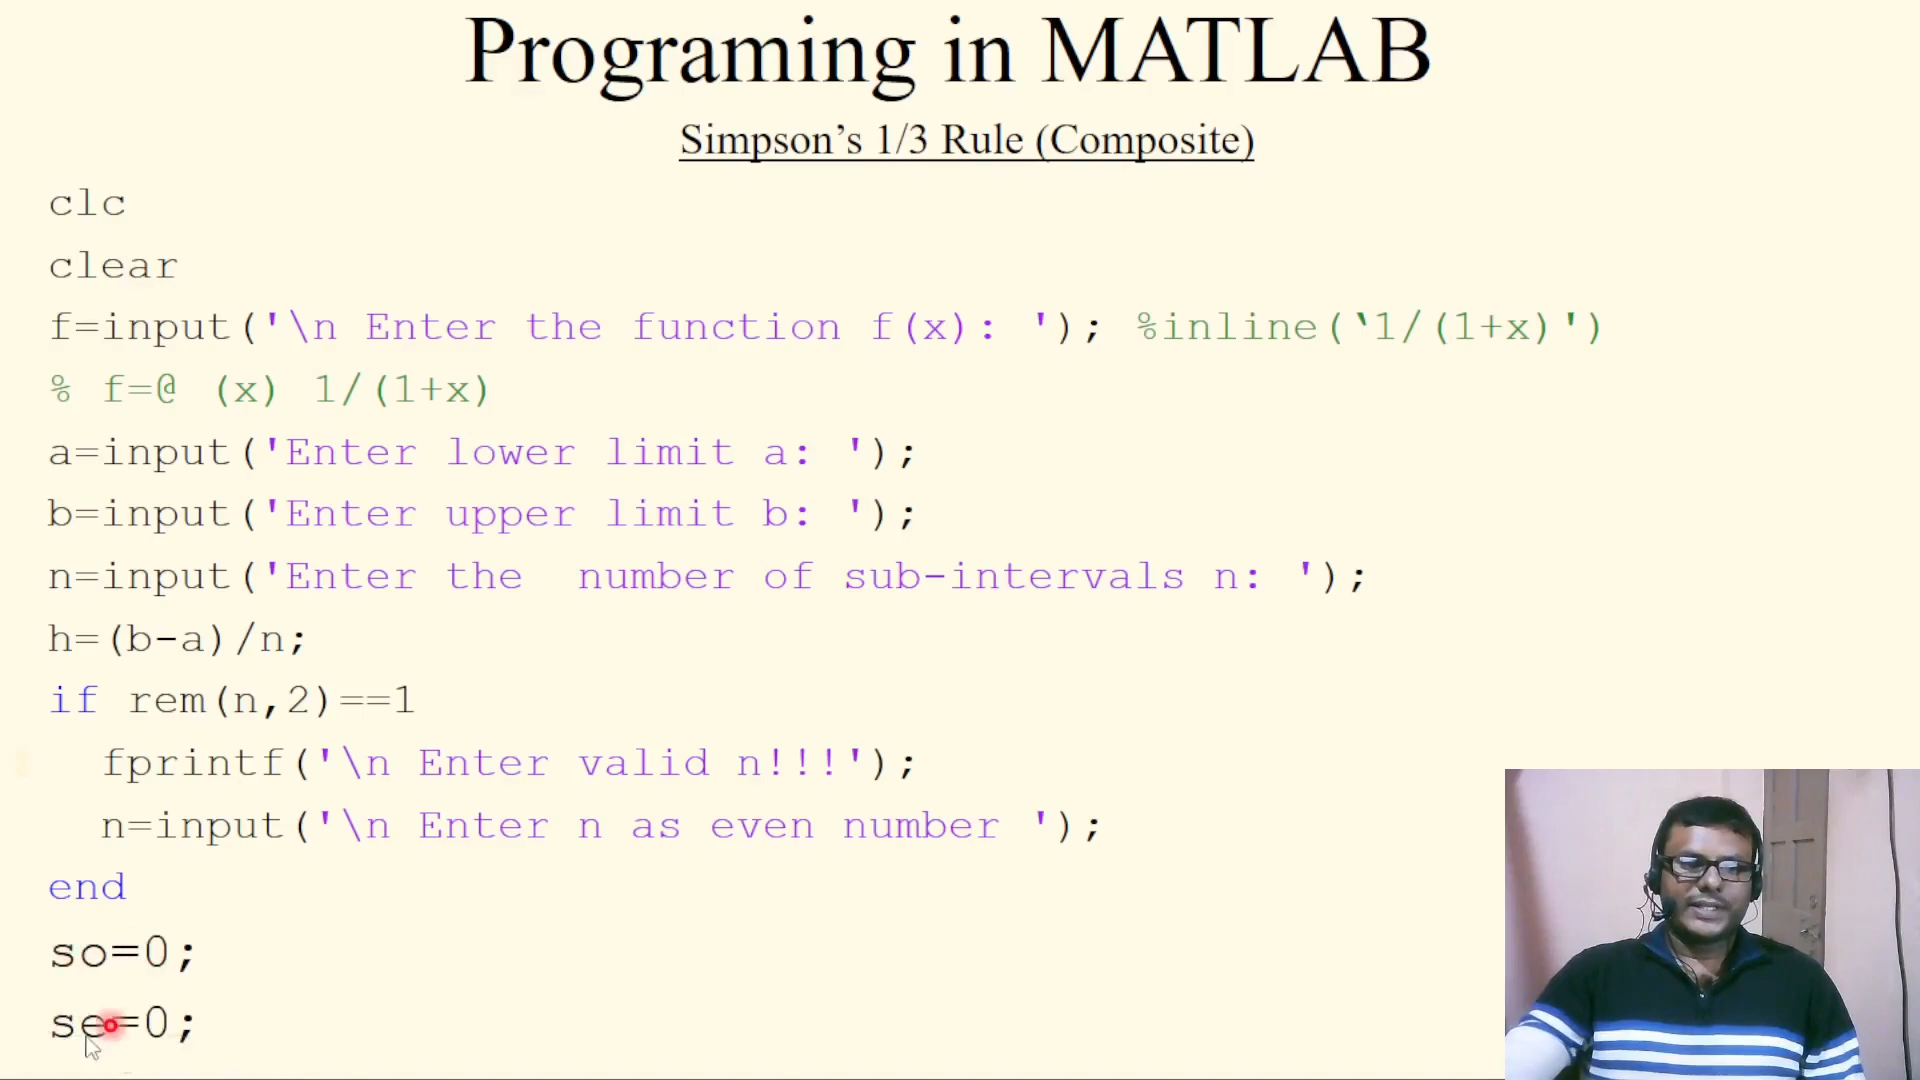 Programing in MATLAB
Simpson’s 1/3 Rule (Composite)
clc
clear
f=input('\n Enter the function f(x): '); %inline(‘1/(1+x)')
% f=@ (x) 1/(1+x)
a=input('Enter lower limit a: ');
b=input('Enter upper limit b: ');
n=input('Enter the  number of sub-intervals n: ');
h=(b-a)/n;
if rem(n,2)==1
  fprintf('\n Enter valid n!!!');
  n=input('\n Enter n as even number ');
end
so=0;
se=0;